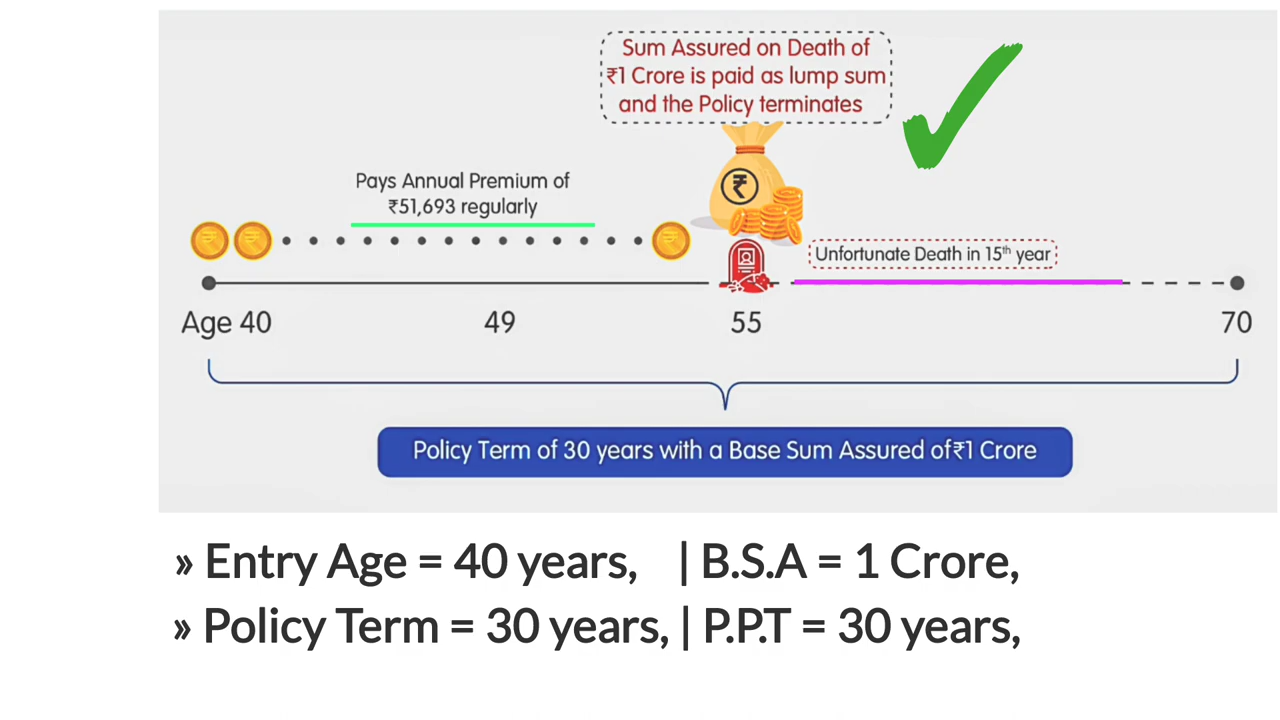 Sum Assured on Death of
₹1 Crore is paid as lump sum
and the Policy terminates
Pays Annual Premium of
₹51,693 regularly
₹
Unfortunate Death in 15th year
Age 40 49 55 70
Policy Term of 30 years with a Base Sum Assured of₹1 Crore
» Entry Age = 40 years, | B.S.A = 1 Crore,
» Policy Term = 30 years, | P.P.T = 30 years,